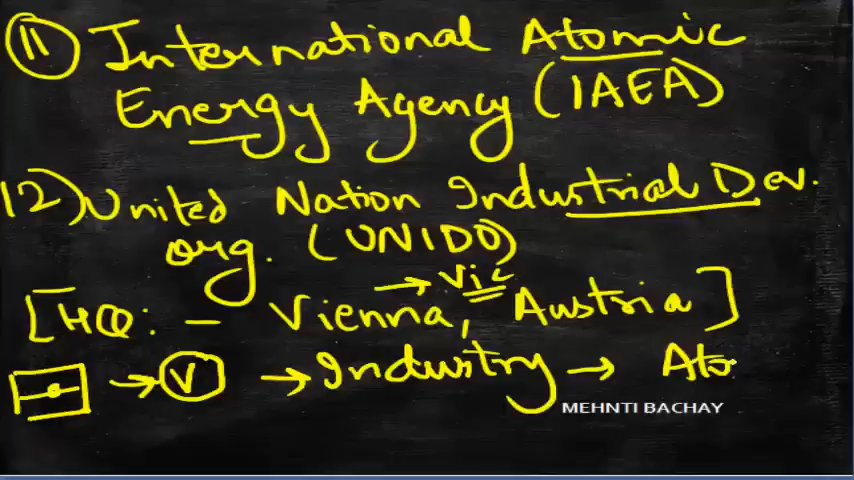 11 International Atomic
Energy Agency (IAEA)
12) United Nation Industrial Dev.
org. (UNIDO)
→ Vic
[HQ: - Vienna, Austria]
→ V → Industry → Ato
MEHNTI BACHAY